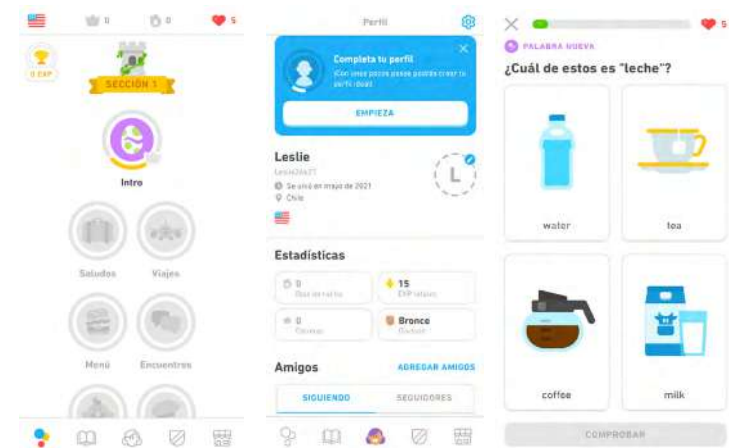 0
0
5
0 EXP
SECCIÓN 1
Intro
Saludos
Viajes
Menú
Encuentros
Perfil
Completa tu perfil
EMPIEZA
Leslie
Se unió en mayo de 2021
Chile
L
Estadísticas
0
15
0
Bronce
Amigos
AGREGAR AMIGOS
SIGUIENDO
SEGUIDORES
5
PALABRA NUEVA
¿Cuál de estos es "leche"?
water
tea
coffee
milk
COMPROBAR